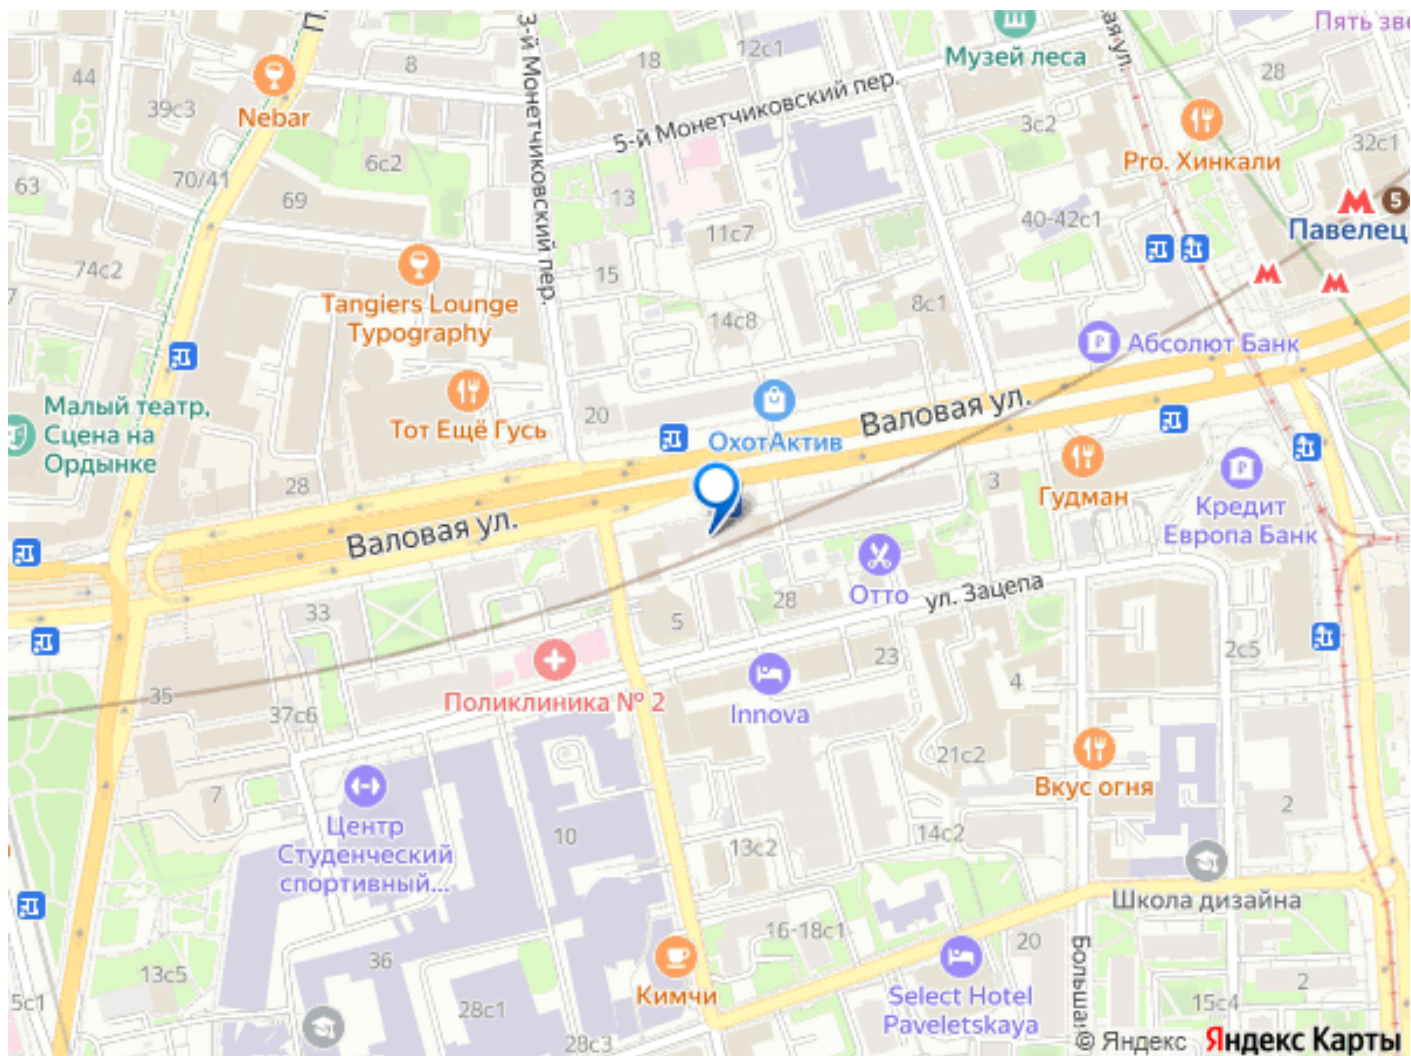 Музей леса
Пять зве
12с1
18
8
44
39с3
Nebar
5-й Монетчиковский пер.
3с2
28
Pro. Хинкали
32с1
6с2
70/41
63
69
13
3-й Монетчиковский пер.
5
Павелец
40-42с1
11с7
74с2
15
Tangiers Lounge
Typography
8с1
14с8
Абсолют Банк
Малый театр,
Сцена на
Ордынке
Тот Ещё Гусь
20
ОхотАктив
Валовая ул.
28
3
Гудман
Кредит
Европа Банк
Валовая ул.
Отто
ул. Зацепа
33
28
5
23
2с5
Поликлиника № 2
4
35
37с6
Innova
21с2
Вкус огня
7
2
Центр
Студенческий
спортивный...
10
13с2
14с2
Школа дизайна
16-18с1
20
13с5
36
Кимчи
Select Hotel
Paveletskaya
Большая
2
5с1
28с1
15с4
28с3
© Яндекс Яндекс Карты